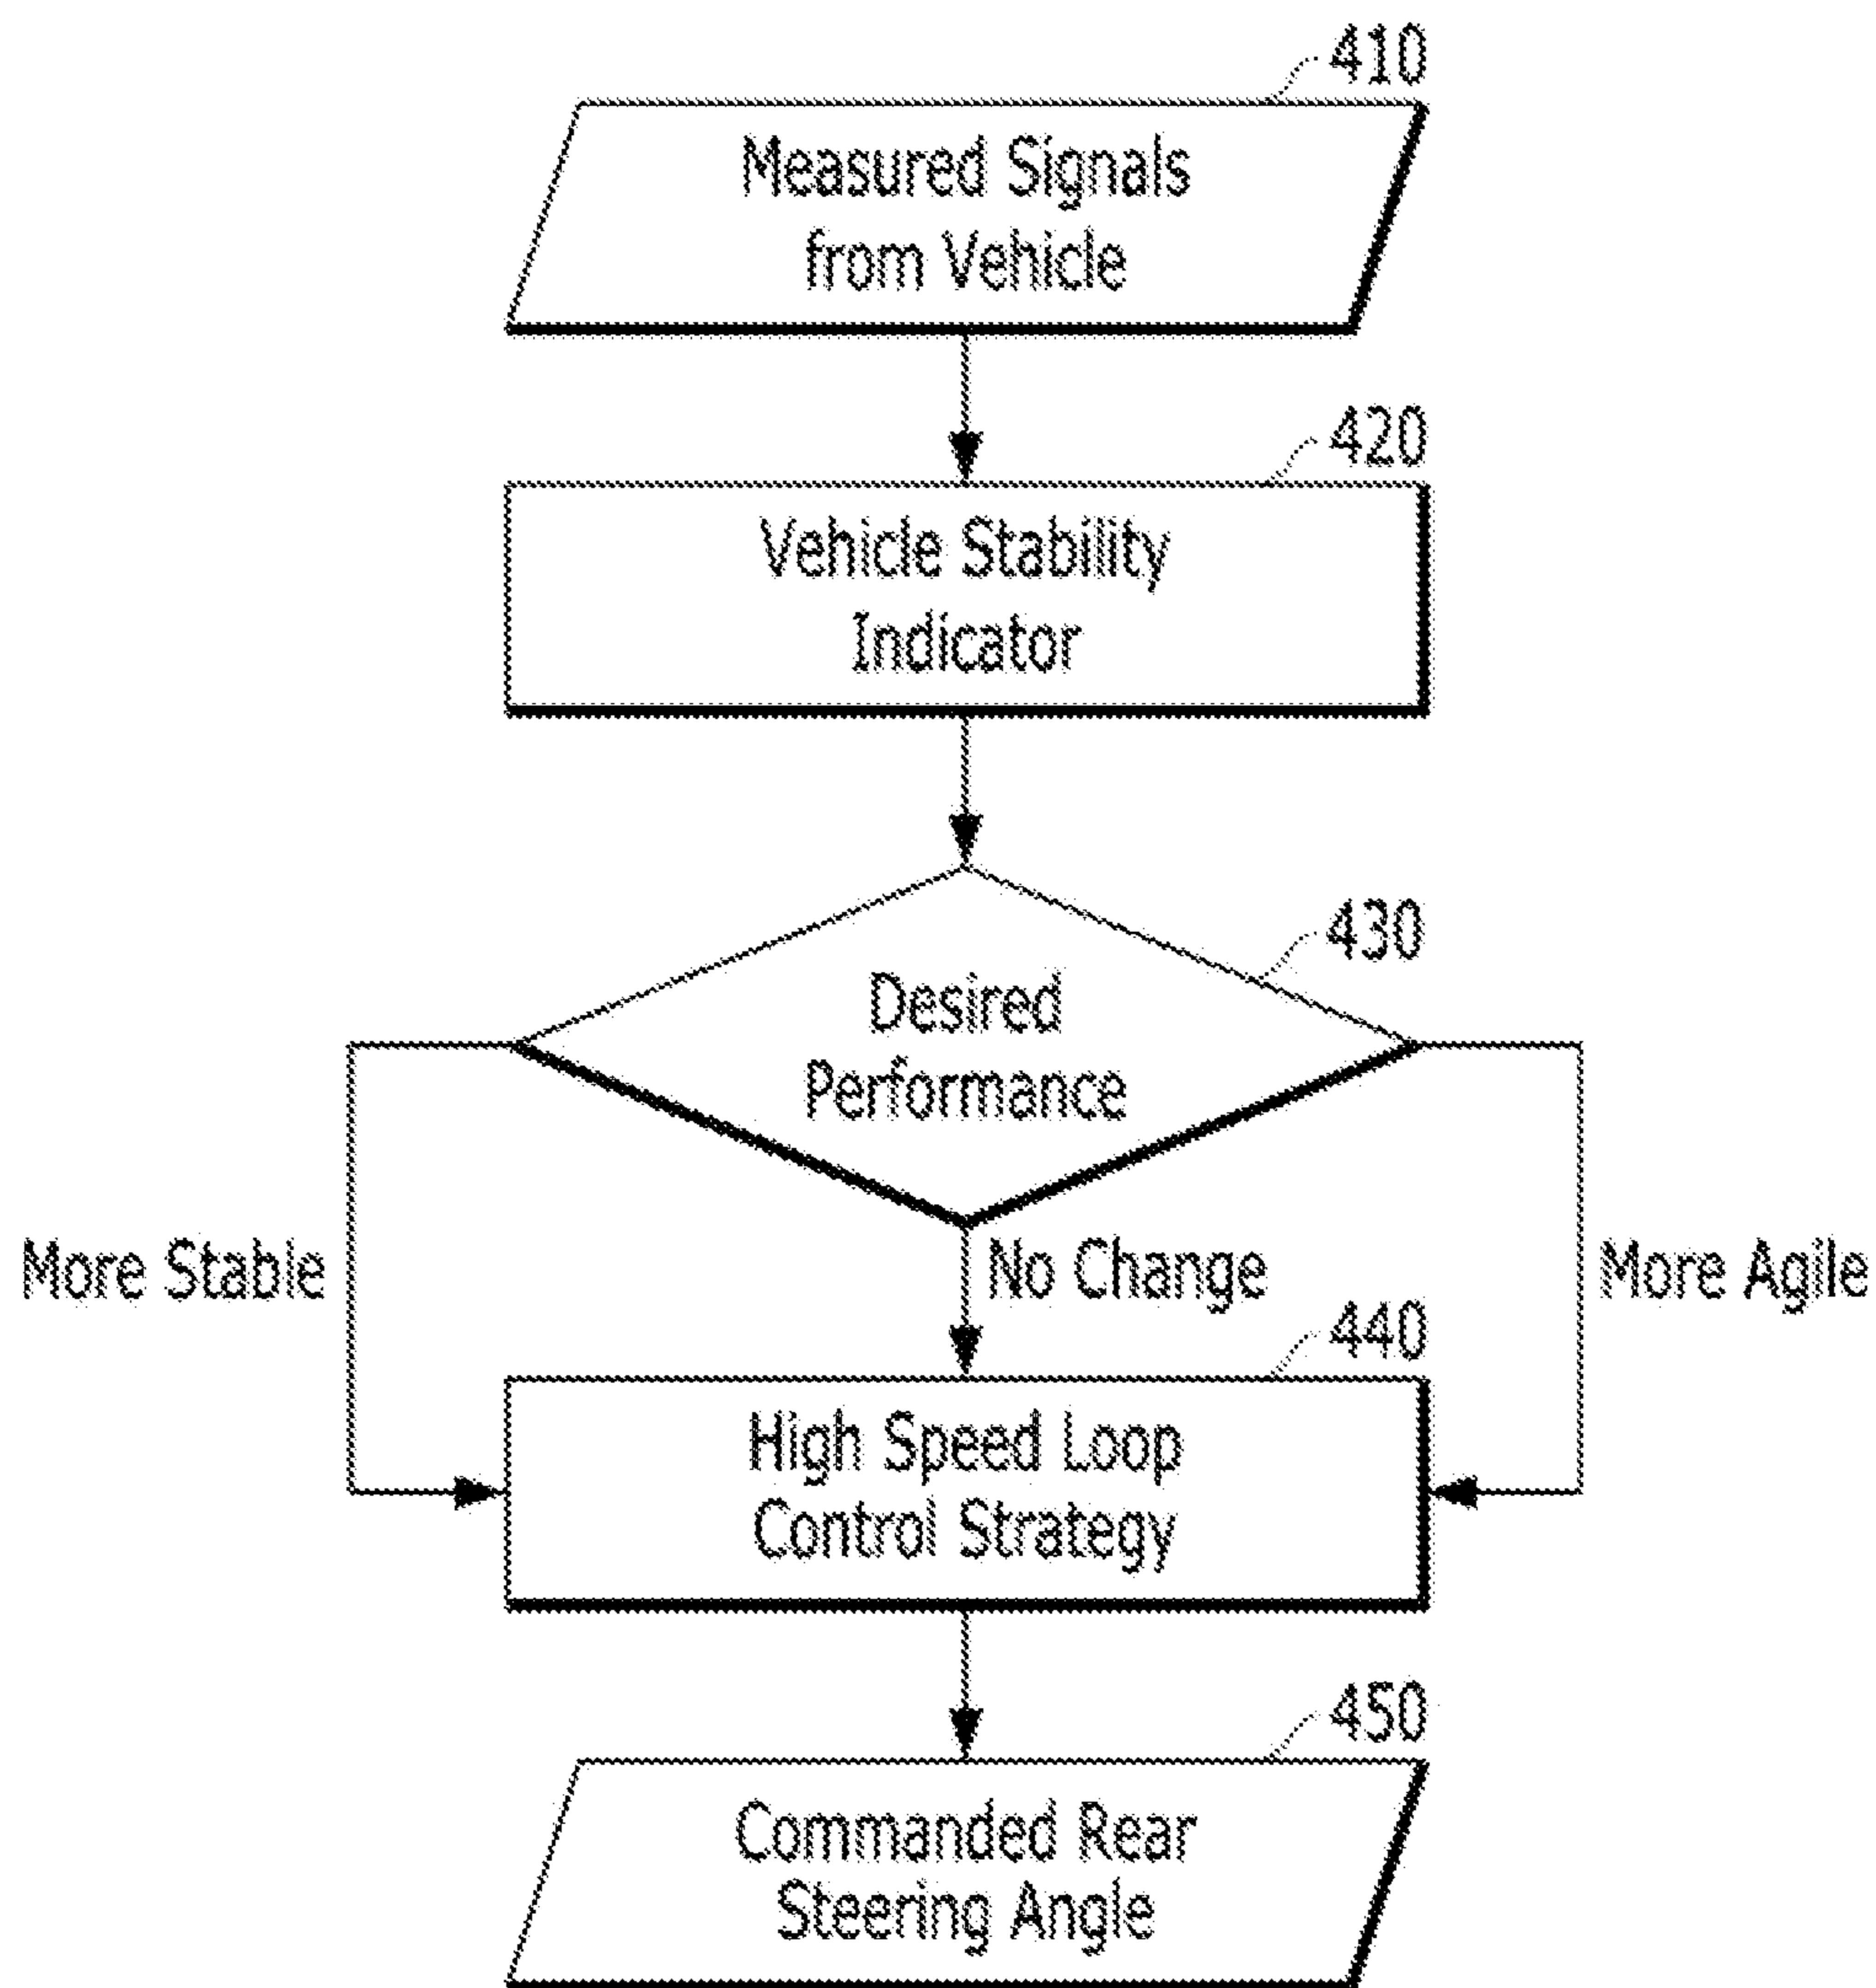 410
Measured Signals
from Vehicle
420
Vehicle Stability
Indicator
430
Desired
Performance
More Stable
No Change
More Agile
440
High Speed Loop
Control Strategy
450
Commanded Rear
Steering Angle